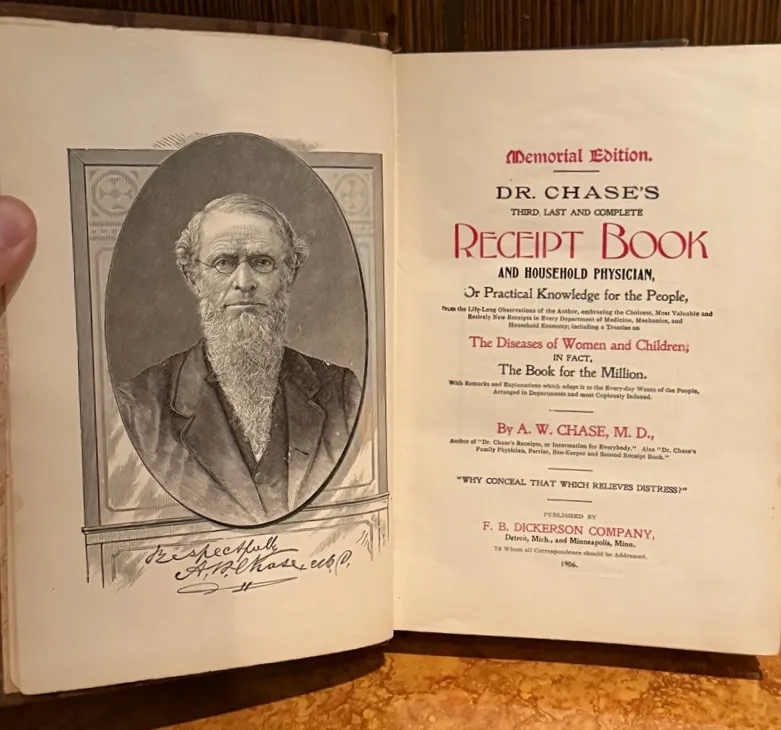 Respectfully
A. W. Chase, M. D.
Memorial Edition.
DR. CHASE'S
THIRD, LAST AND COMPLETE
RECEIPT BOOK
AND HOUSEHOLD PHYSICIAN,
Or Practical Knowledge for the People,
From the Life-Long Observations of the Author, embracing the Choicest, Most Valuable and
Entirely New Receipts in Every Department of Medicine, Mechanics, and
Household Economy; including a Treatise on
The Diseases of Women and Children;
IN FACT,
The Book for the Million.
With Remarks and Explanations which adapt it to the Every-day Wants of the People,
Arranged in Departments and most Copiously Indexed.
By A. W. CHASE, M. D.,
Author of "Dr. Chase's Receipts, or Information for Everybody." Also "Dr. Chase's
Family Physician, Farrier, Bee-Keeper and Second Receipt Book."
"WHY CONCEAL THAT WHICH RELIEVES DISTRESS?"
PUBLISHED BY
F. B. DICKERSON COMPANY,
Detroit, Mich., and Minneapolis, Minn.
To Whom all Correspondence should be Addressed.
1906.